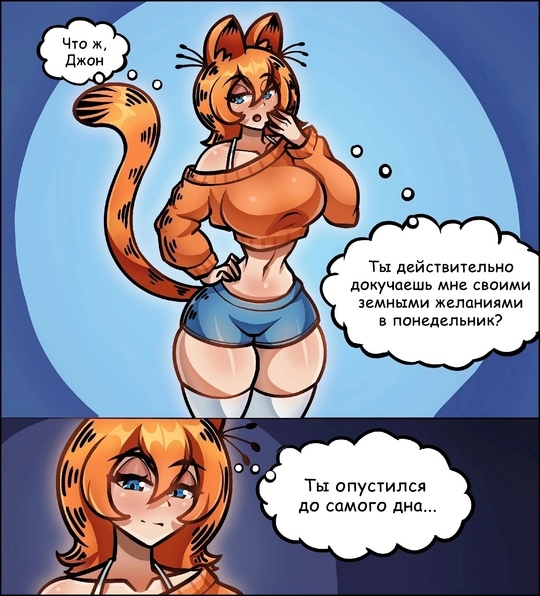 Что ж,
Джон
Ты действительно
докучаешь мне своими
земными желаниями
в понедельник?
Ты опустился
до самого дна...